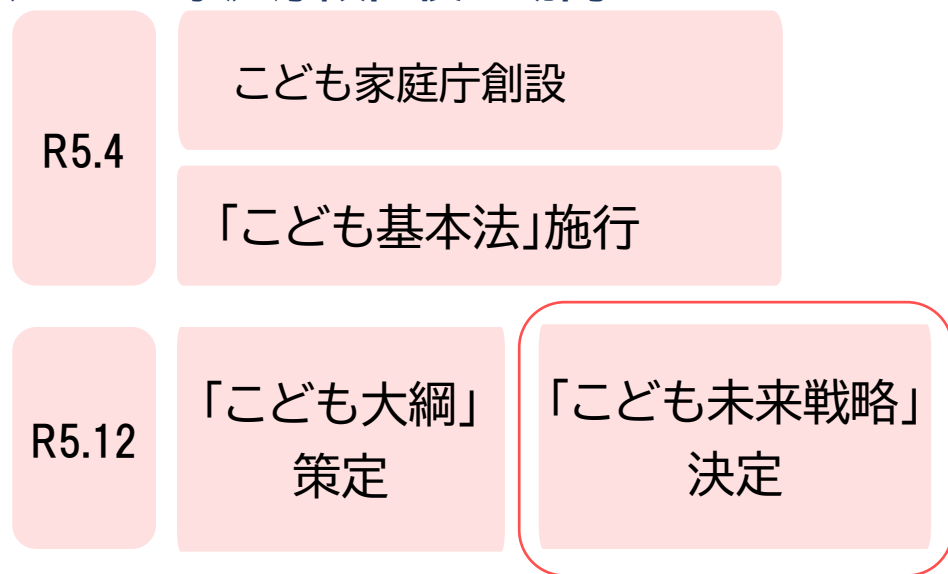 R5.4
こども家庭庁創設
「こども基本法」施行
R5.12
「こども大綱」
策定
「こども未来戦略」
決定